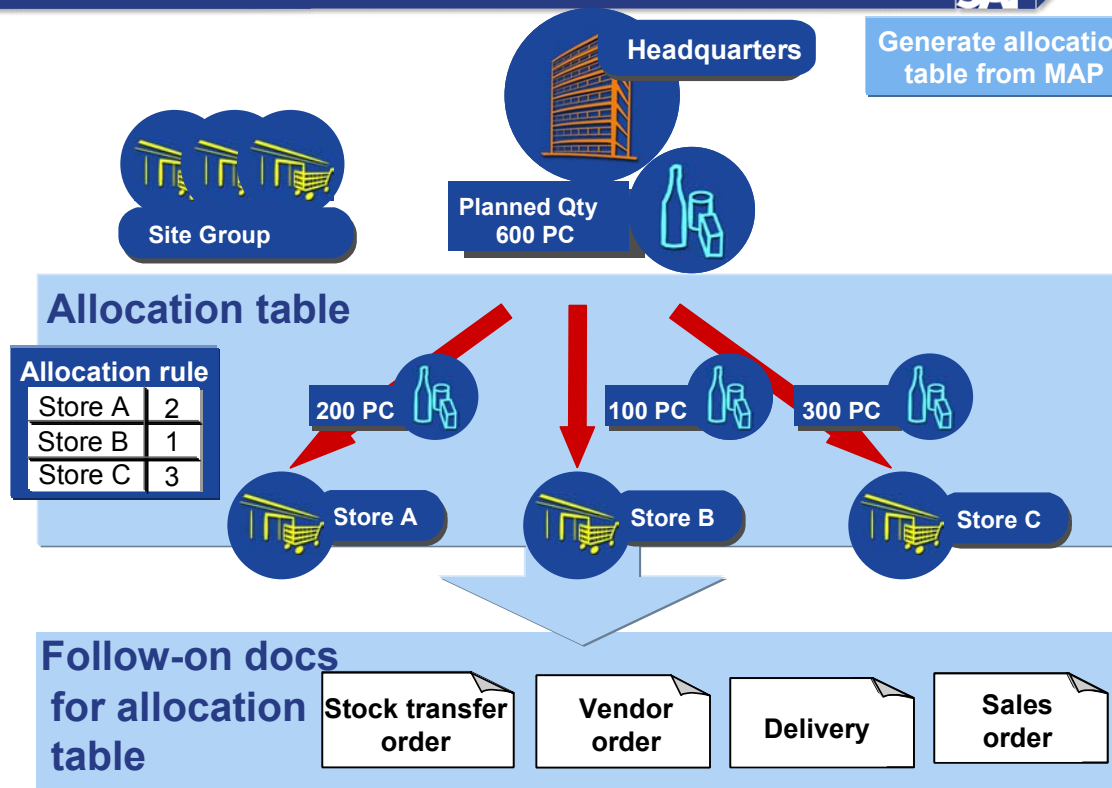 SAP
Headquarters
Generate allocatio
table from MAP
Site Group
Planned Qty
600 PC
Allocation table
Allocation rule
Store A 2
Store B 1
Store C 3
200 PC
100 PC
300 PC
Store A
Store B
Store C
Follow-on docs
for allocation
table
Stock transfer
order
Vendor
order
Delivery
Sales
order